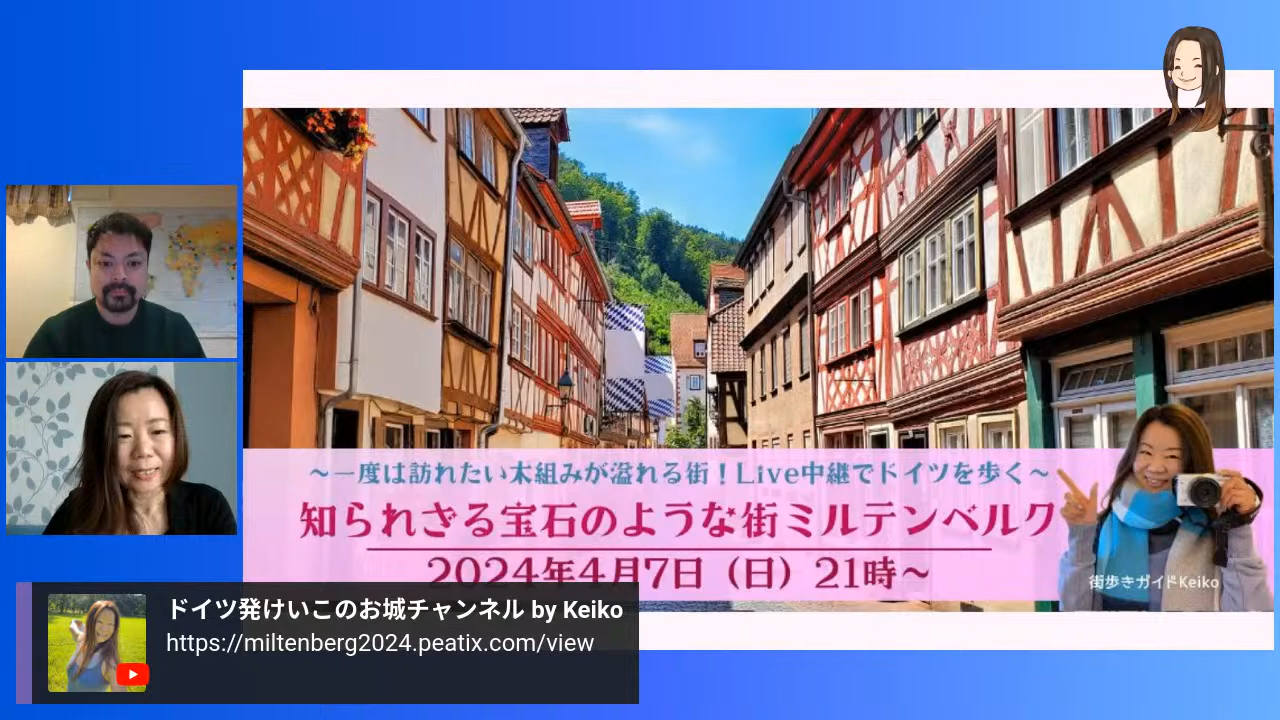 ～一度は訪れたい木組みが溢れる街！Live中継でドイツを歩く～
知られざる宝石のような街ミルテンベルク
2024年4月7日（日）21時～
街歩きガイドKeiko
ドイツ発けいこのお城チャンネル by Keiko
https://miltenberg2024.peatix.com/view